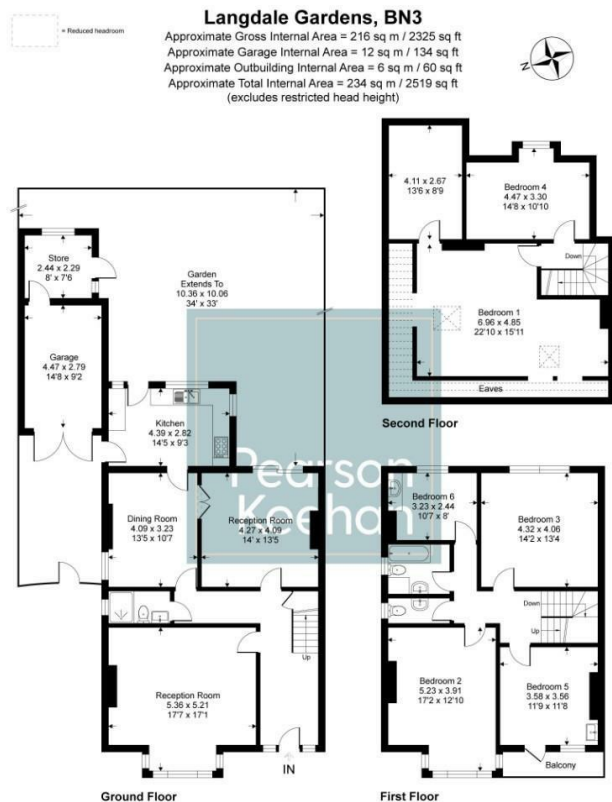 Langdale Gardens, BN3
Approximate Gross Internal Area = 216 sq m / 2325 sq ft
Approximate Garage Internal Area = 12 sq m / 134 sq ft
Approximate Outbuilding Internal Area = 6 sq m / 60 sq ft
Approximate Total Internal Area = 234 sq m / 2519 sq ft
(excludes restricted head height)
= Reduced headroom
N
4.11 x 2.67
13'6 x 8'9
Bedroom 4
4.47 x 3.30
14'8 x 10'10
Down
Bedroom 1
6.96 x 4.85
22'10 x 15'11
Eaves
Second Floor
Store
2.44 x 2.29
8' x 7'6
Garden
Extends To
10.36 x 10.06
34' x 33'
Garage
4.47 x 2.79
14'8 x 9'2
Kitchen
4.39 x 2.82
14'5 x 9'3
Pearson
Keehan
Dining Room
4.09 x 3.23
13'5 x 10'7
Reception Room
4.27 x 4.09
14' x 13'5
Up
Reception Room
5.36 x 5.21
17'7 x 17'1
IN
Ground Floor
Bedroom 6
3.23 x 2.44
10'7 x 8'
Bedroom 3
4.32 x 4.06
14'2 x 13'4
Down
Up
Bedroom 2
5.23 x 3.91
17'2 x 12'10
Bedroom 5
3.58 x 3.56
11'9 x 11'8
Balcony
First Floor